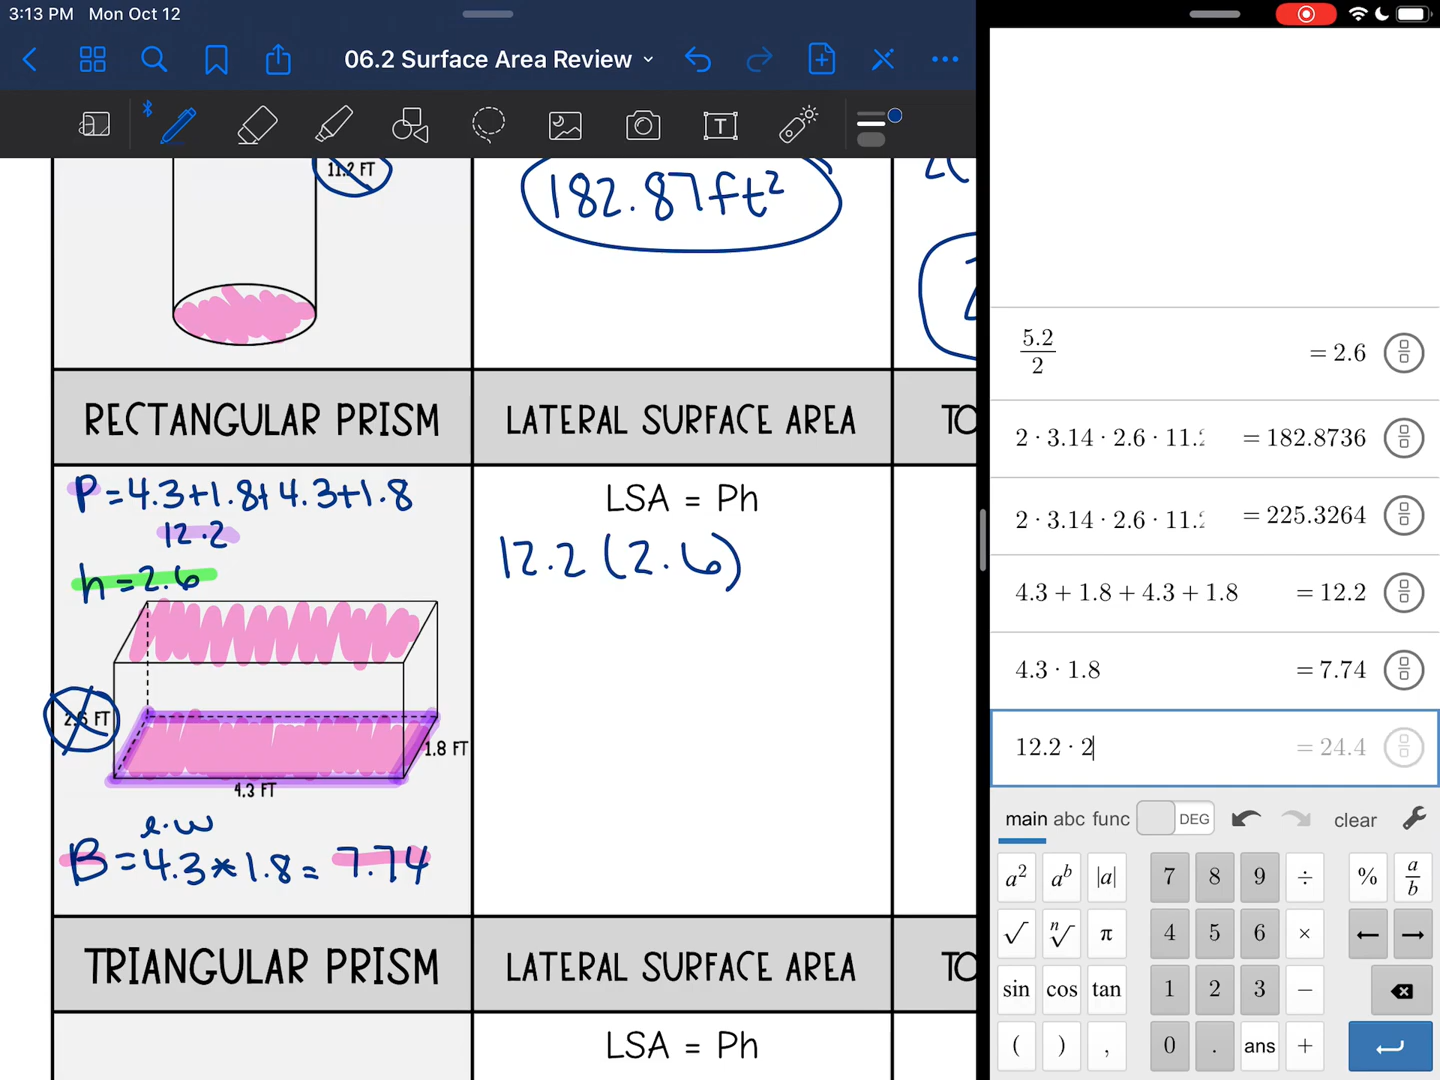 3:13 PM Mon Oct 12
06.2 Surface Area Review
11.2 FT
182.87ft²
2(
RECTANGULAR PRISM
LATERAL SURFACE AREA
TO
P=4.3+1.8+4.3+1.8
12.2
h=2.6
LSA = Ph
12.2(2.6)
2.6 FT
1.8 FT
4.3 FT
l·w
B=4.3*1.8=7.74
TRIANGULAR PRISM
LATERAL SURFACE AREA
TO
LSA = Ph
5.2/2 = 2.6
2 · 3.14 · 2.6 · 11.2 = 182.8736
2 · 3.14 · 2.6 · 11.2 = 225.3264
4.3 + 1.8 + 4.3 + 1.8 = 12.2
4.3 · 1.8 = 7.74
12.2 · 2 = 24.4
main abc func DEG clear
a² aᵇ |a| 7 8 9 ÷ % a/b
√ ⁿ√ π 4 5 6 × ← →
sin cos tan 1 2 3 −
( ) , 0 . ans +